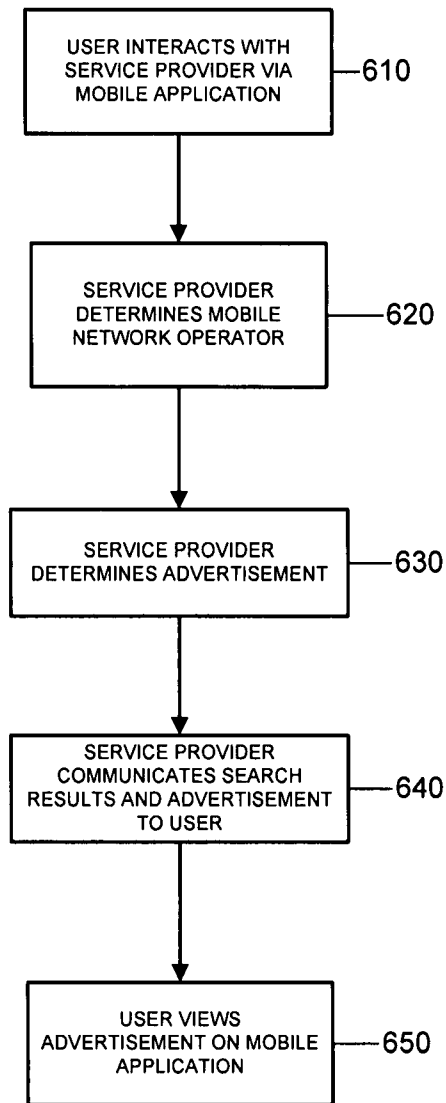 USER INTERACTS WITH
SERVICE PROVIDER VIA
MOBILE APPLICATION
610
SERVICE PROVIDER
DETERMINES MOBILE
NETWORK OPERATOR
620
SERVICE PROVIDER
DETERMINES ADVERTISEMENT
630
SERVICE PROVIDER
COMMUNICATES SEARCH
RESULTS AND ADVERTISEMENT
TO USER
640
USER VIEWS
ADVERTISEMENT ON MOBILE
APPLICATION
650